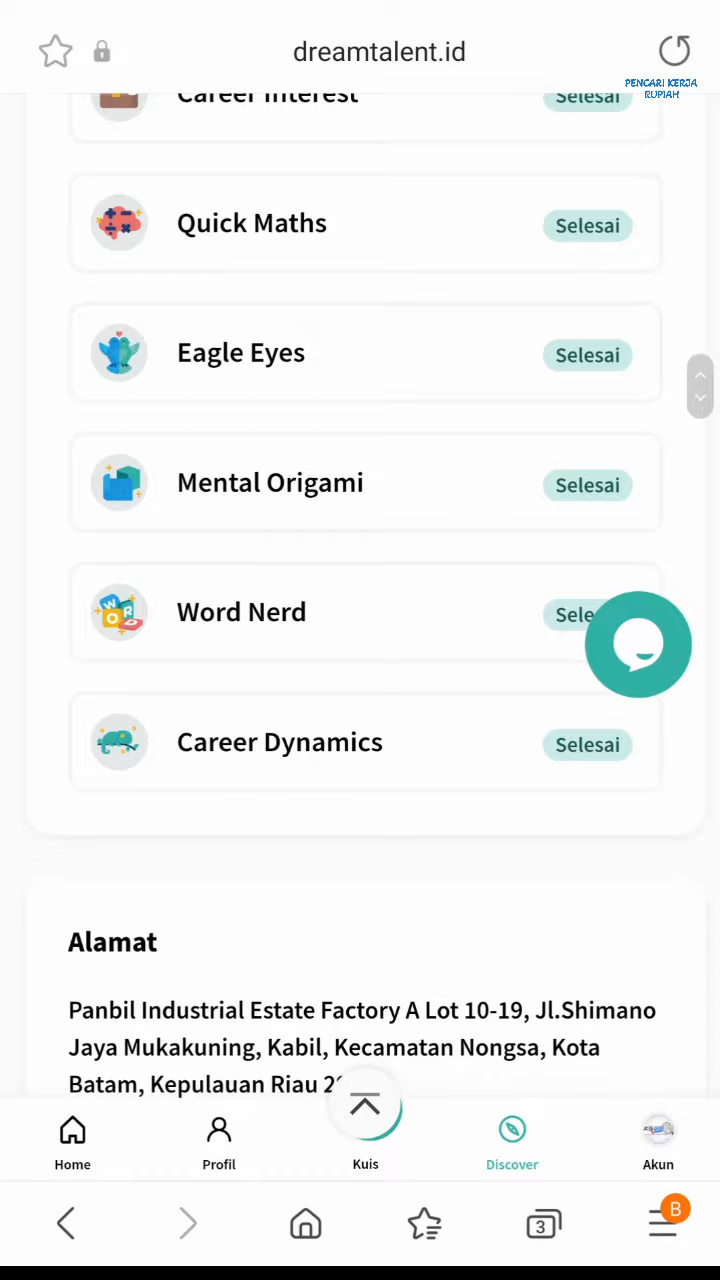 dreamtalent.id
PENCARI KERJA
RUPIAH
Career Interest
Selesai
Quick Maths
Selesai
Eagle Eyes
Selesai
Mental Origami
Selesai
Word Nerd
Sele
Career Dynamics
Selesai
Alamat
Panbil Industrial Estate Factory A Lot 10-19, Jl.Shimano
Jaya Mukakuning, Kabil, Kecamatan Nongsa, Kota
Batam, Kepulauan Riau
Home
Profil
Kuis
Discover
Akun
3
B